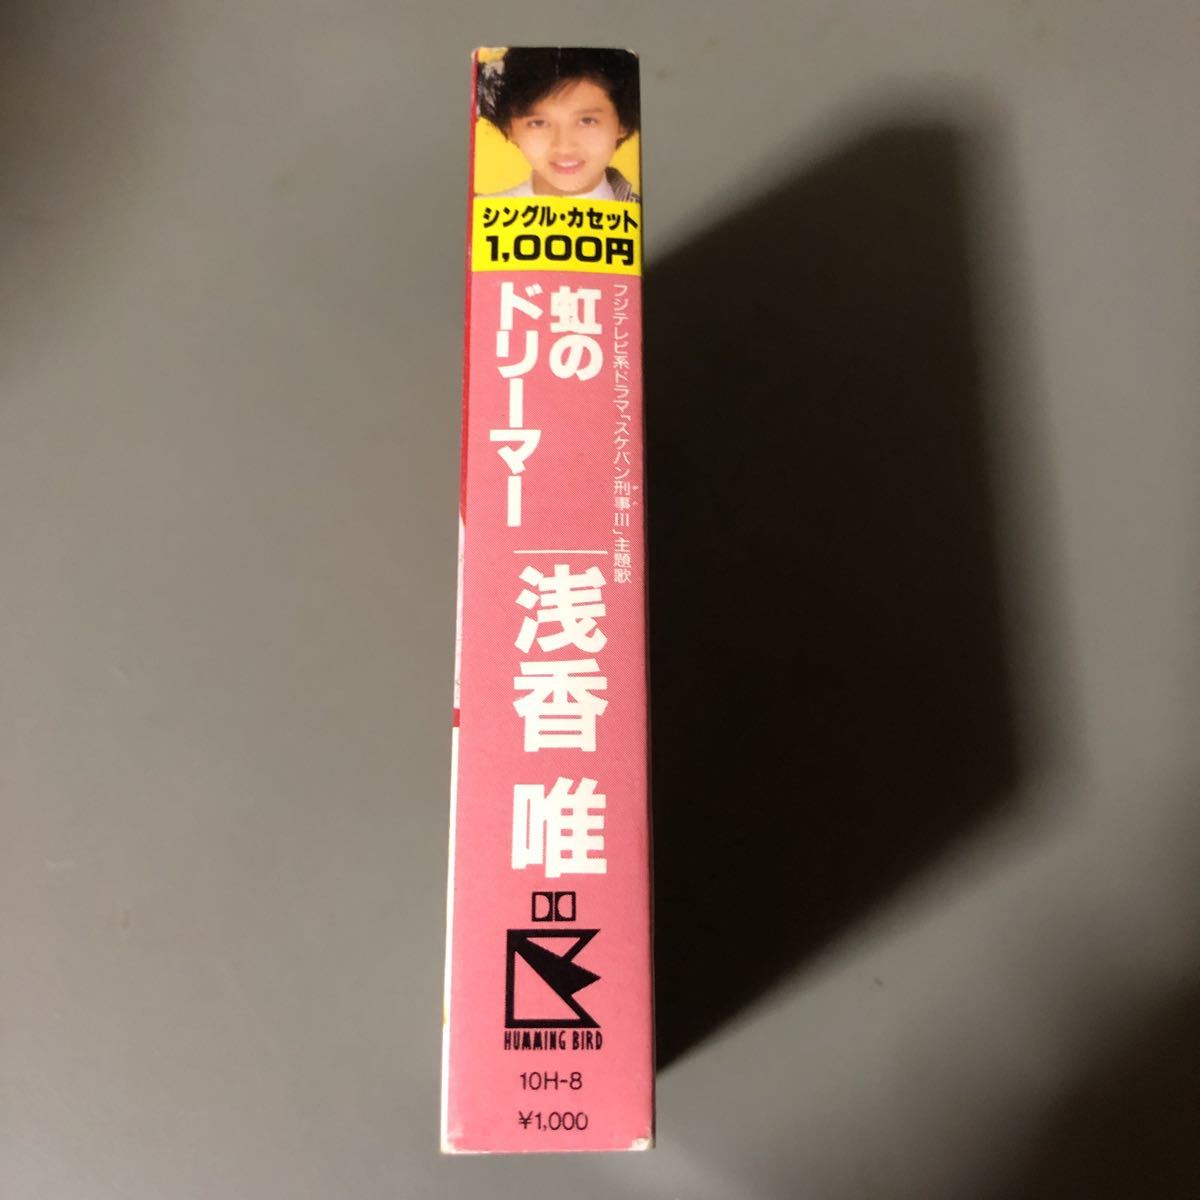 シングル・カセット
1,000円
フジテレビ系ドラマ「スケバン刑事III」主題歌
虹の
ドリーマー
浅香 唯
HUMMING BIRD
10H-8
¥1,000